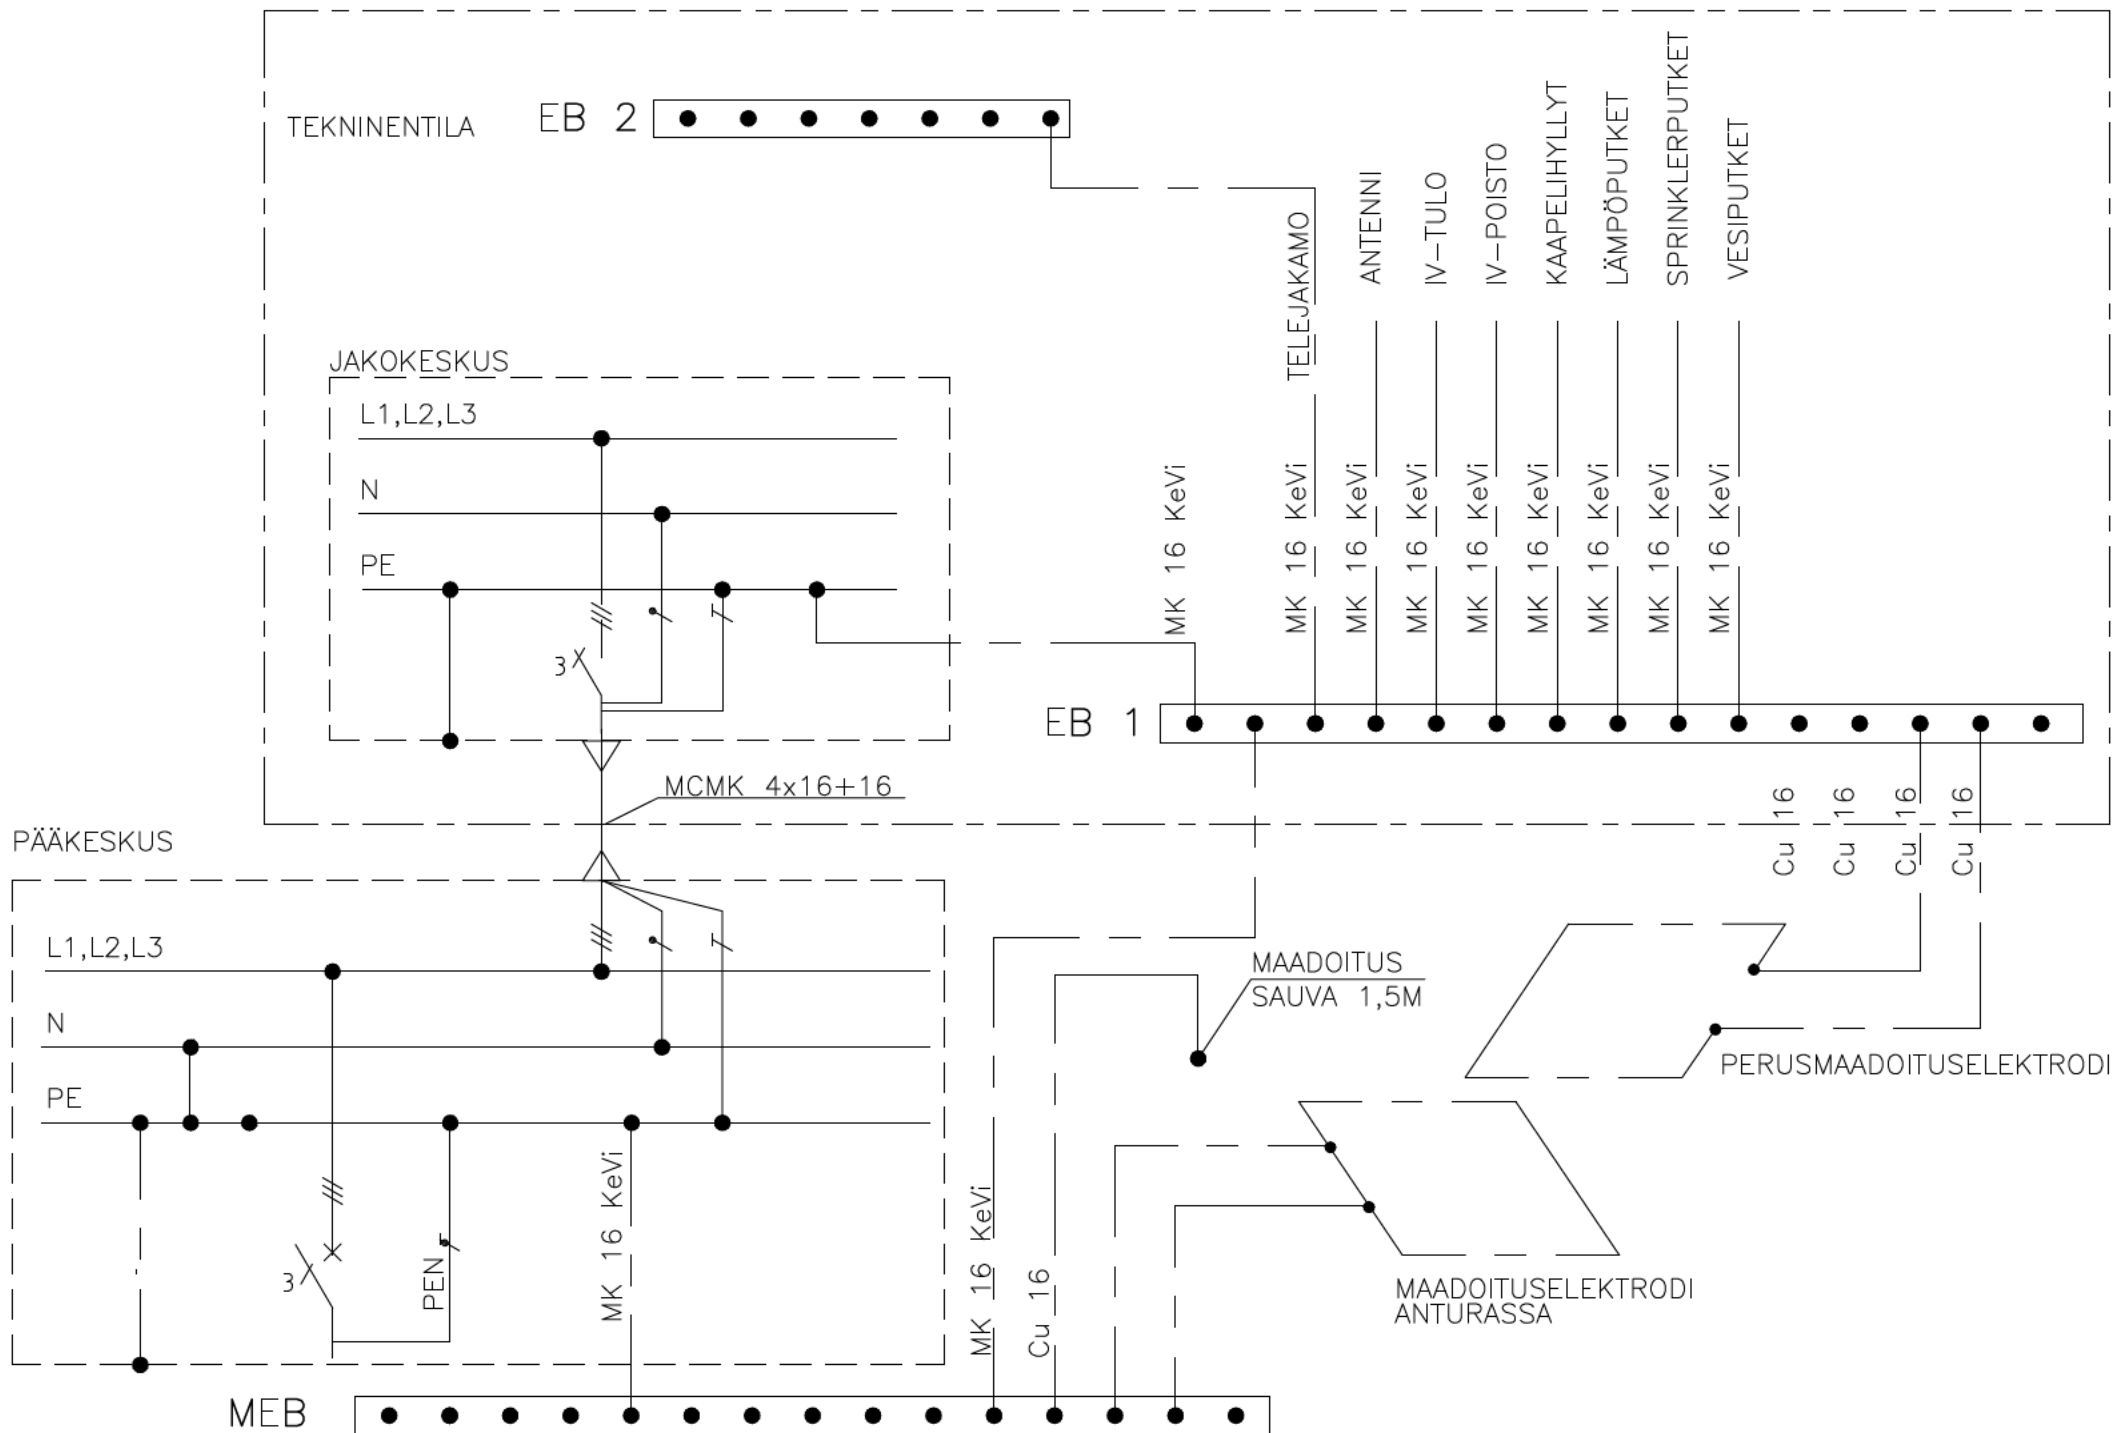 TEKNINENTILA
EB 2
TELEJAKAMO
ANTENNI
IV-TULO
IV-POISTO
KAAPELIHYLLYT
LÄMPÖPUTKET
SPRINKLERPUTKET
VESIPUTKET
JAKOKESKUS
L1,L2,L3
N
PE
3
MK 16 KeVi
MK 16 KeVi
MK 16 KeVi
MK 16 KeVi
MK 16 KeVi
MK 16 KeVi
MK 16 KeVi
MK 16 KeVi
MK 16 KeVi
EB 1
MCMK 4x16+16
Cu 16
Cu 16
Cu 16
Cu 16
PÄÄKESKUS
L1,L2,L3
N
PE
3
PEN
MK 16 KeVi
MK 16 KeVi
Cu 16
MAADOITUS
SAUVA 1,5M
PERUSMAADOITUSELEKTRODI
MAADOITUSELEKTRODI
ANTURASSA
MEB